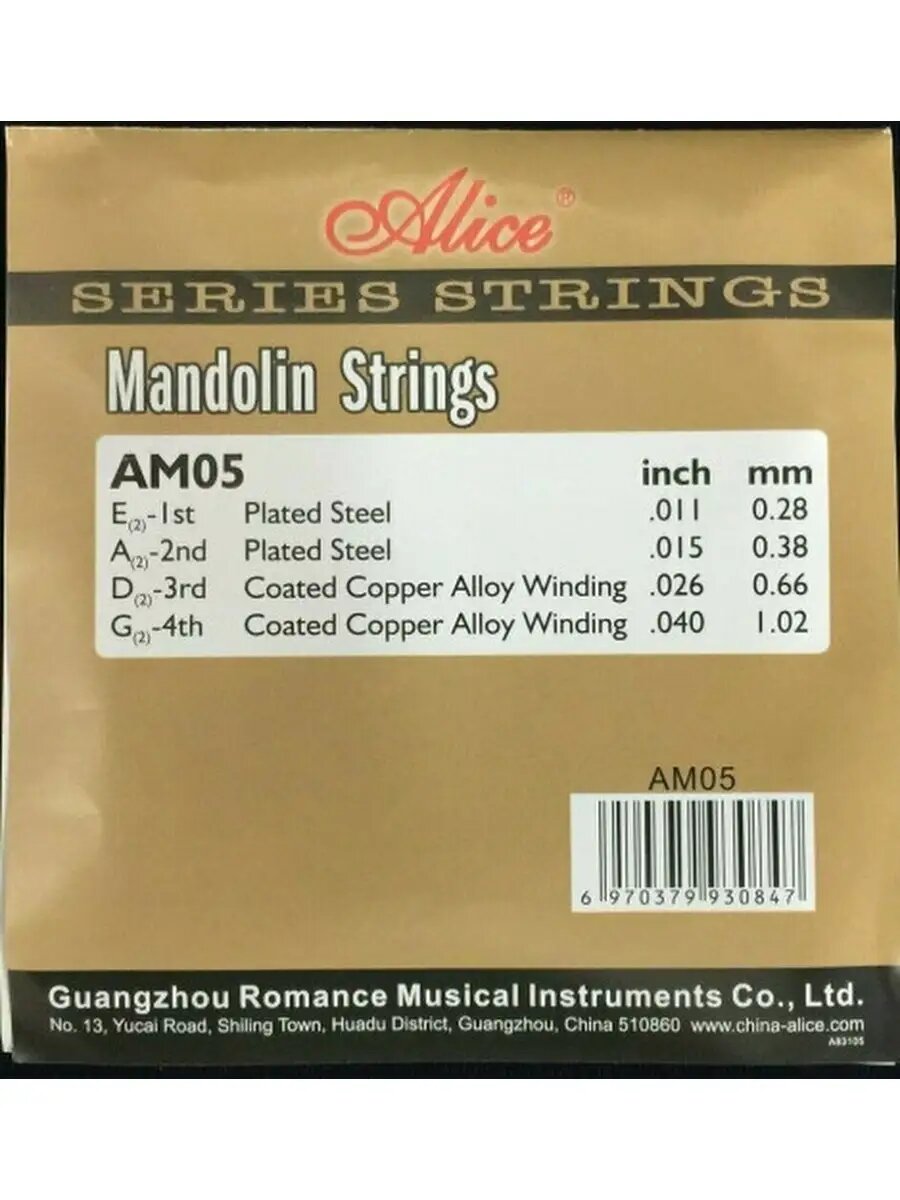 Alice®
SERIES STRINGS
Mandolin Strings
AM05 inch mm
E(2)-1st Plated Steel .011 0.28
A(2)-2nd Plated Steel .015 0.38
D(2)-3rd Coated Copper Alloy Winding .026 0.66
G(2)-4th Coated Copper Alloy Winding .040 1.02
AM05
6 970379 930847
Guangzhou Romance Musical Instruments Co., Ltd.
No. 13, Yucai Road, Shiling Town, Huadu District, Guangzhou, China 510860 www.china-alice.com
A83105